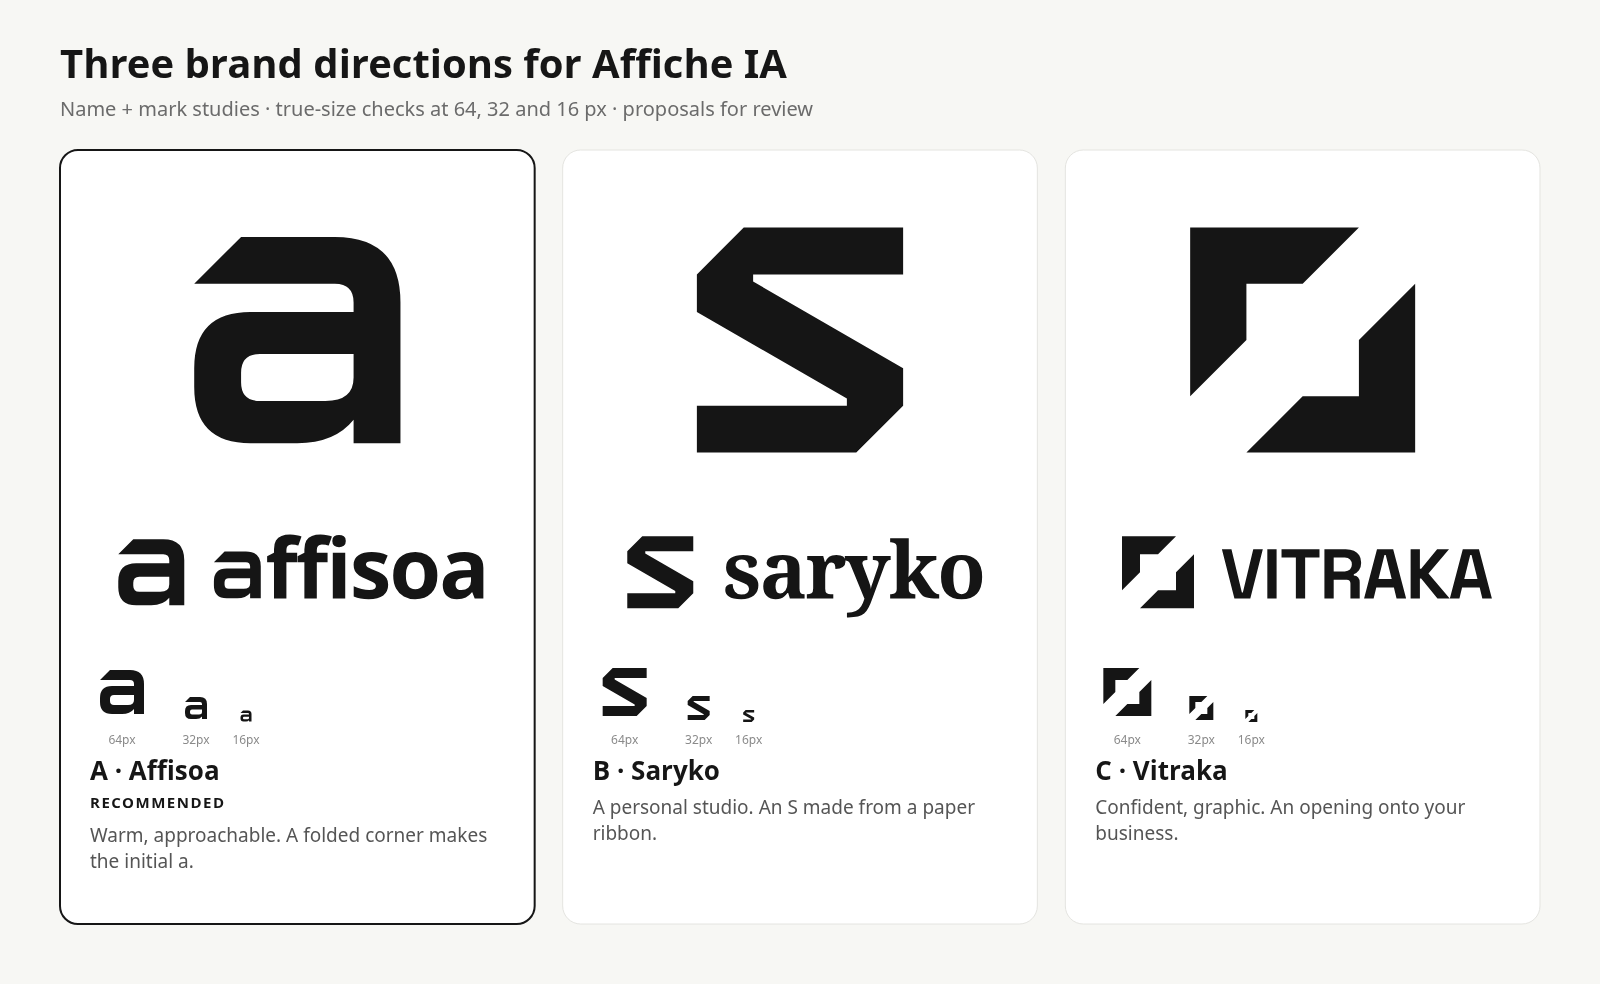 Three brand directions for Affiche IA
Name + mark studies · true-size checks at 64, 32 and 16 px · proposals for review
a
a affisoa
a a a
64px 32px 16px
A · Affisoa
RECOMMENDED
Warm, approachable. A folded corner makes
the initial a.
S
S saryko
S S S
64px 32px 16px
B · Saryko
A personal studio. An S made from a paper
ribbon.
VITRAKA
64px 32px 16px
C · Vitraka
Confident, graphic. An opening onto your
business.